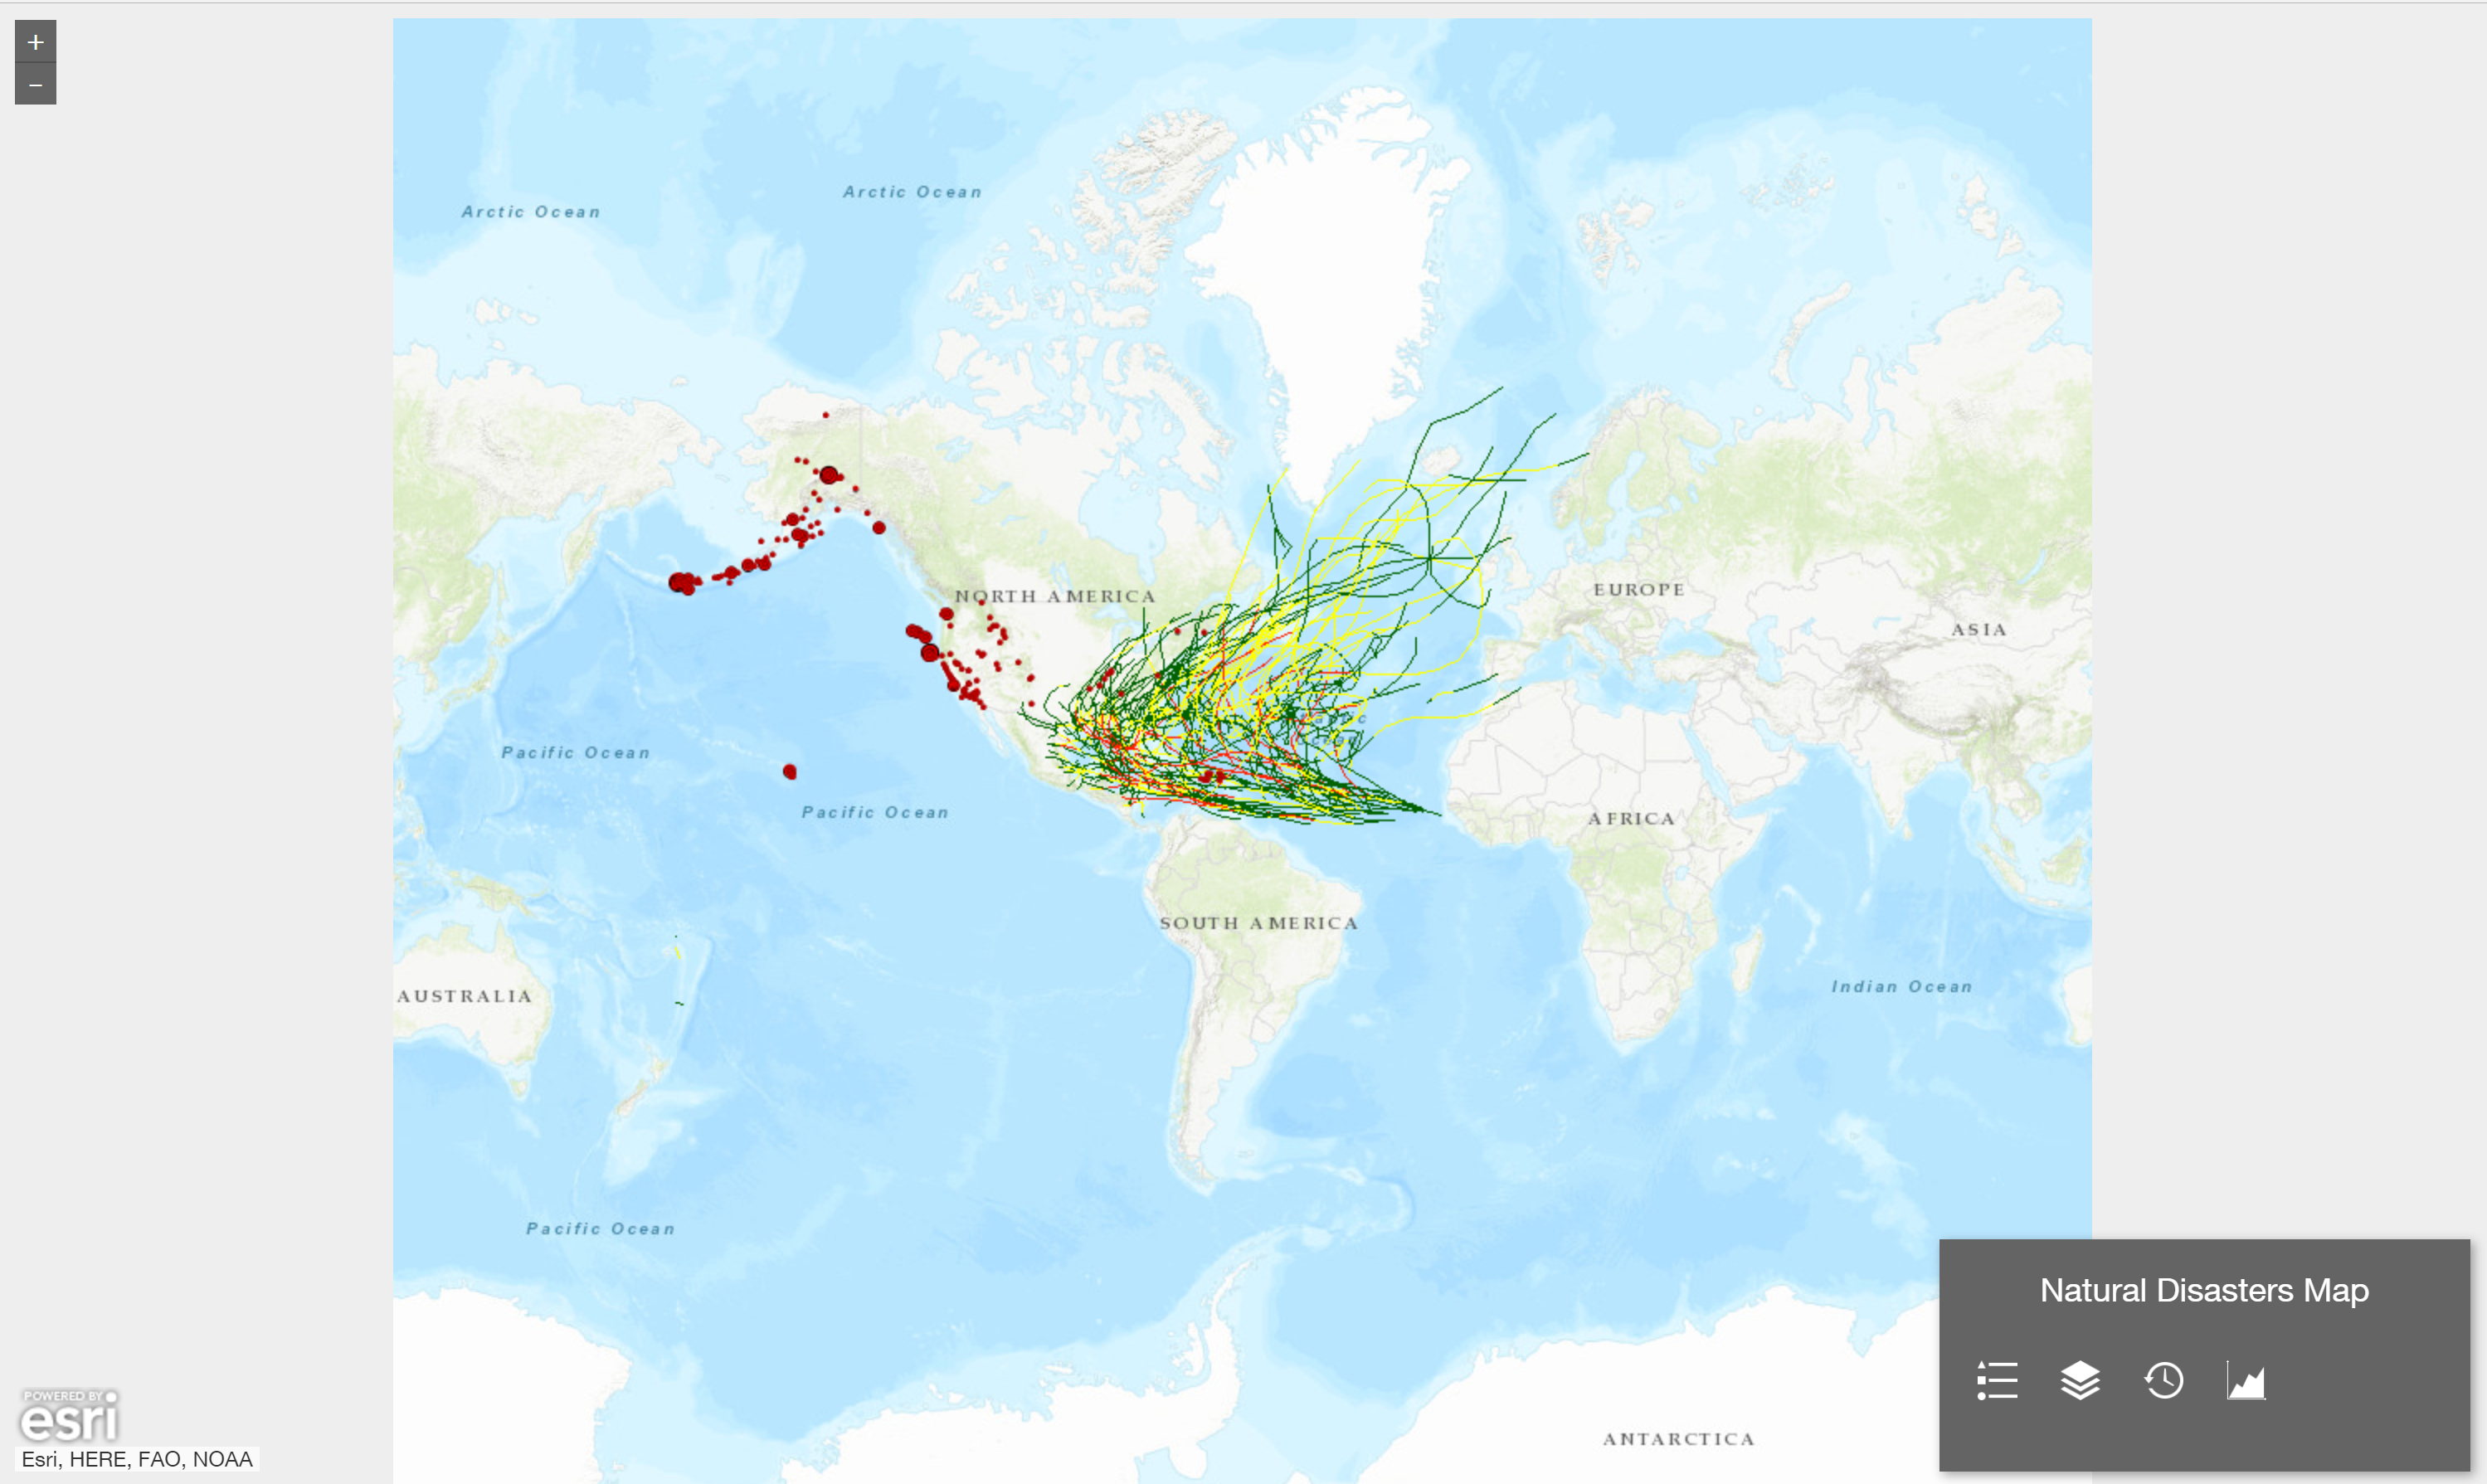 +
−
Arctic Ocean
Arctic Ocean
NORTH AMERICA
EUROPE
ASIA
Pacific Ocean
Pacific Ocean
AFRICA
SOUTH AMERICA
AUSTRALIA
Indian Ocean
Pacific Ocean
Natural Disasters Map
POWERED BY
esri
Esri, HERE, FAO, NOAA
ANTARCTICA